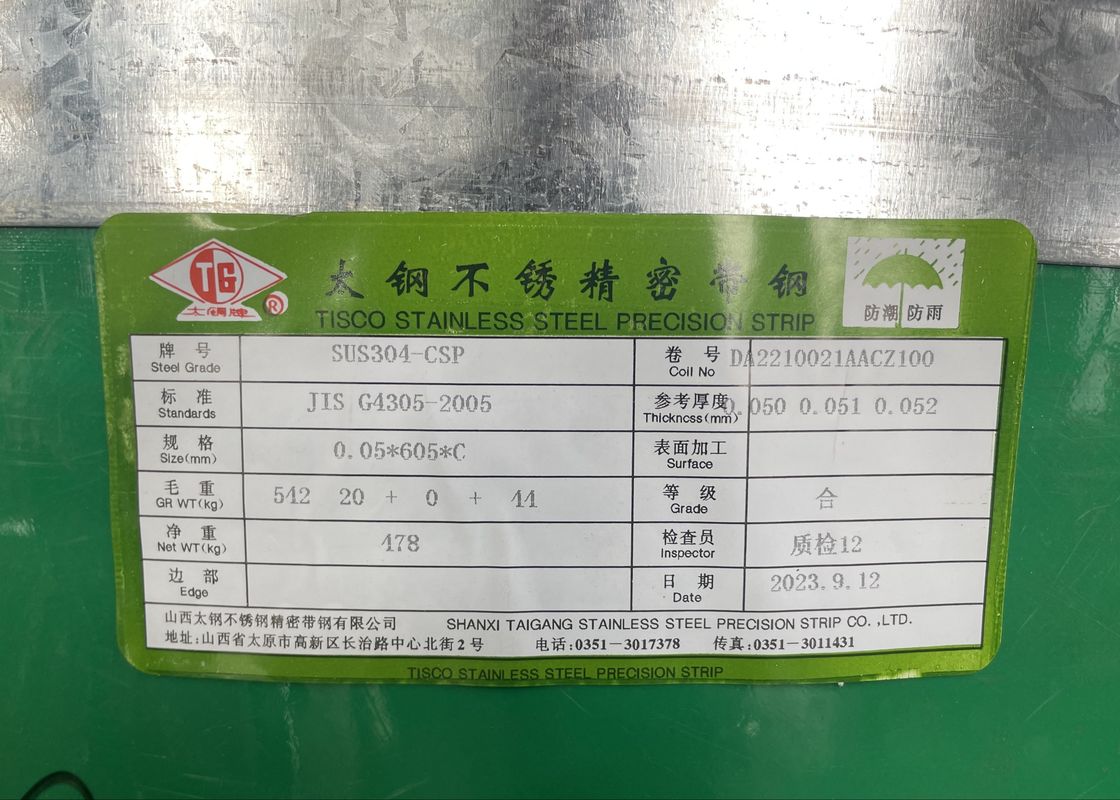 TG
太钢牌
®
太钢不锈精密带钢
TISCO STAINLESS STEEL PRECISION STRIP
防潮 防雨
牌号 SUS304-CSP 卷号 DA2210021AACZ100
Steel Grade Coil No
标准 JIS G4305-2005 参考厚度 0.050 0.051 0.052
Standards Thickncss(mm)
规格 0.05*605*C 表面加工
Size(mm) Surface
毛重 542 20 + 0 + 44 等级 合
GR WT(kg) Grade
净重 478 检查员 质检12
Net WT(kg) Inspector
边部 日期 2023.9.12
Edge Date
山西太钢不锈钢精密带钢有限公司 SHANXI TAIGANG STAINLESS STEEL PRECISION STRIP CO. ,LTD.
地址:山西省太原市高新区长治路中心北街2号 电话:0351-3017378 传真:0351-3011431
TISCO STAINLESS STEEL PRECISION STRIP